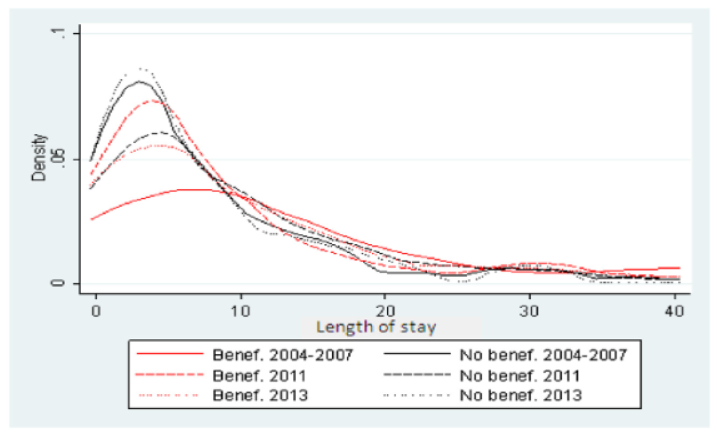 .1
.05
0
Density
0 10 20 30 40
Length of stay
Benef. 2004-2007 No benef. 2004-2007
Benef. 2011 No benef. 2011
Benef. 2013 No benef. 2013